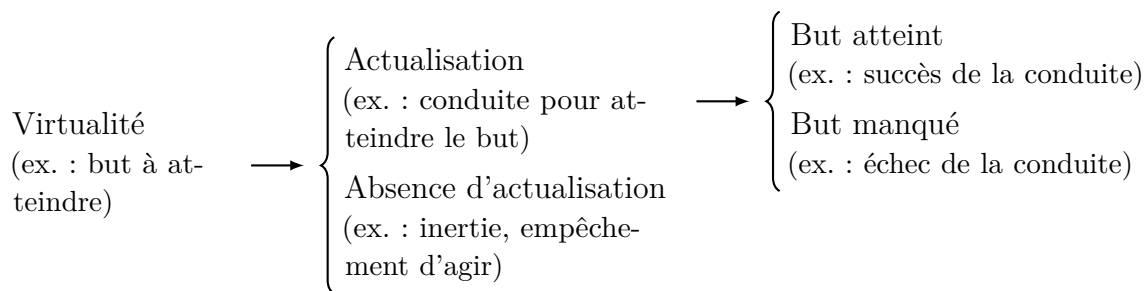 Virtualité
(ex. : but à at-
teindre)
Actualisation
(ex. : conduite pour at-
teindre le but)
Absence d'actualisation
(ex. : inertie, empêche-
ment d'agir)
But atteint
(ex. : succès de la conduite)
But manqué
(ex. : échec de la conduite)